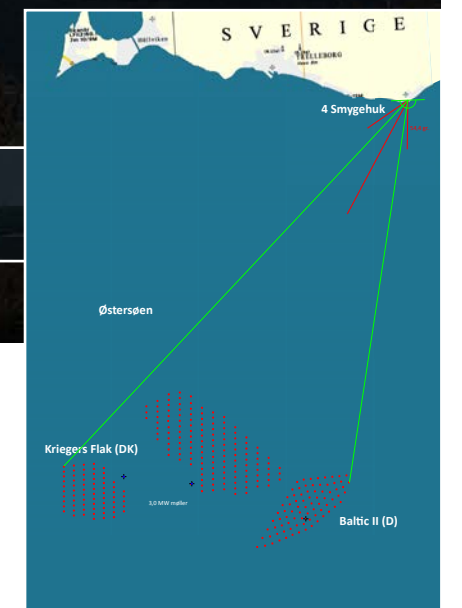 SVERIGE
TRELLEBORG
4 Smygehuk
Østersøen
Kriegers Flak (DK)
3,0 MW møller
Baltic II (D)